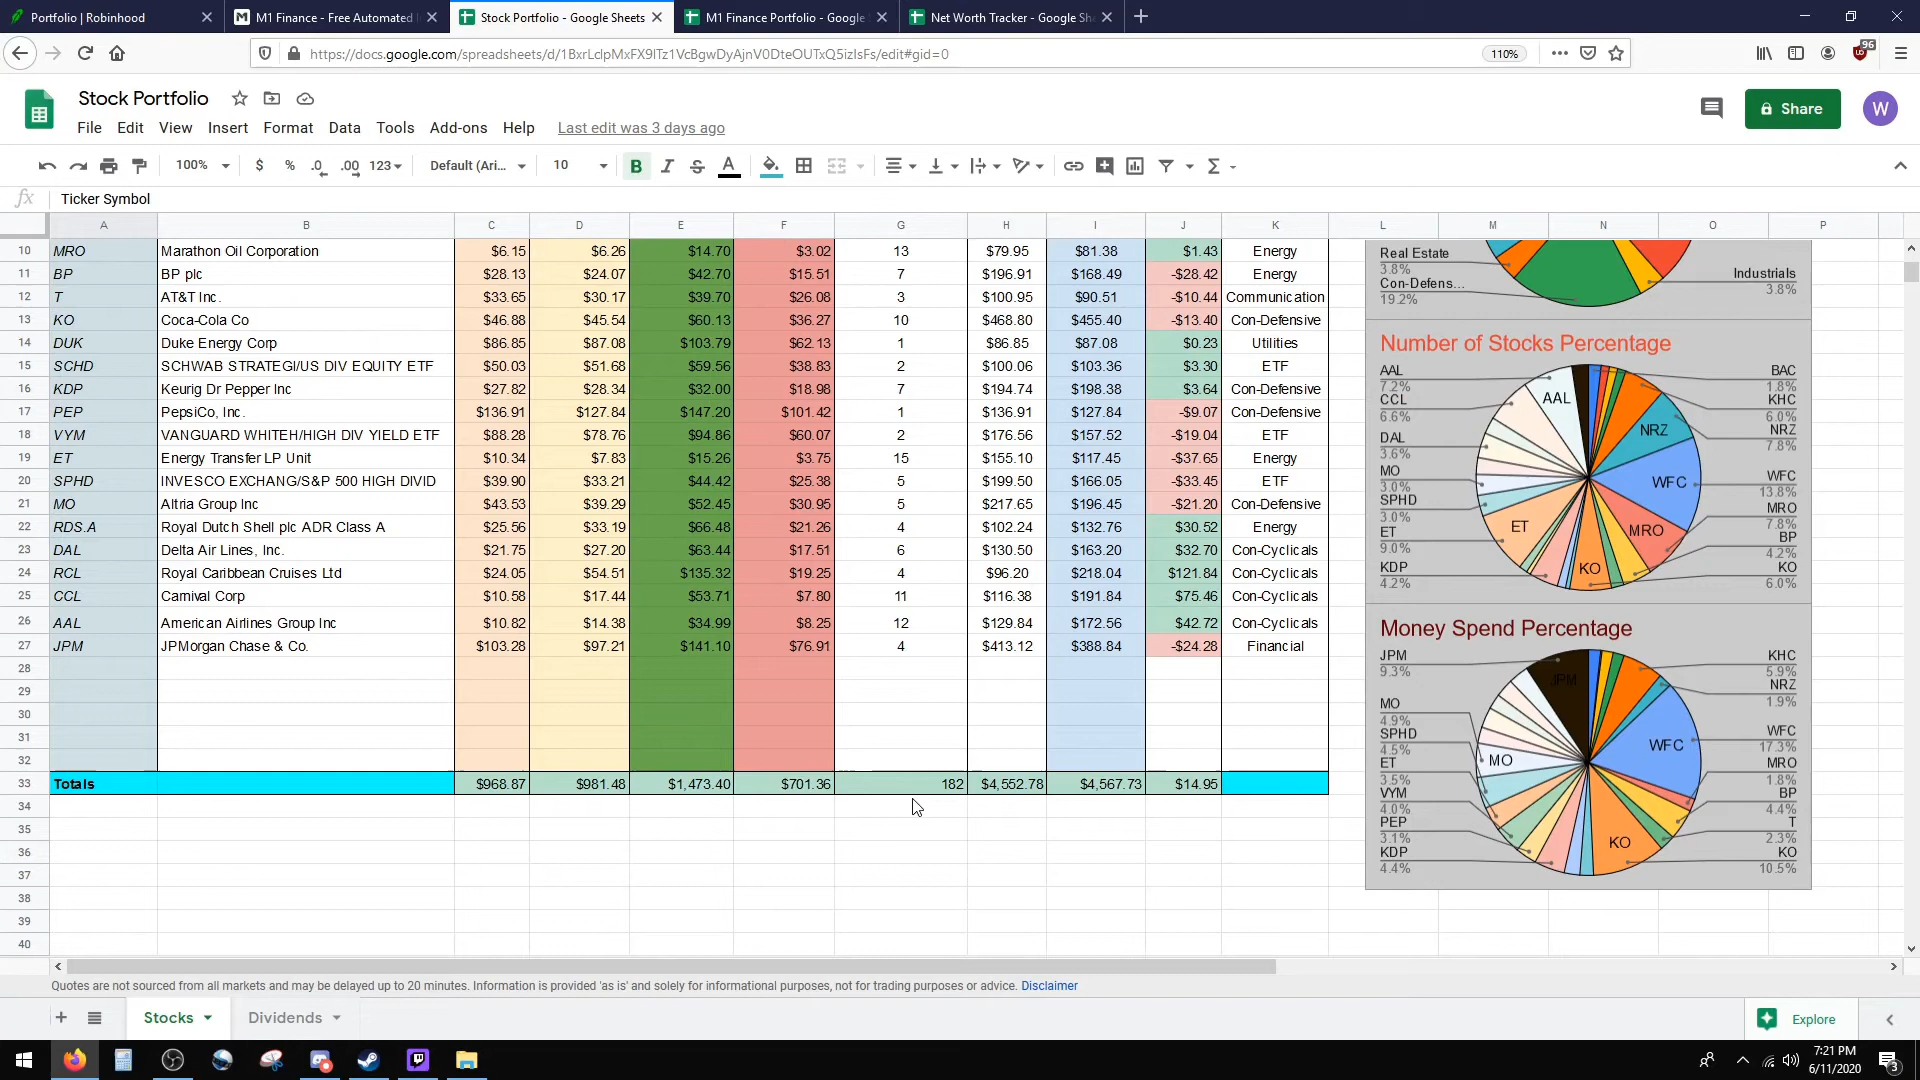 Portfolio | Robinhood
M1 Finance - Free Automated
Stock Portfolio - Google Sheets
M1 Finance Portfolio - Google
Net Worth Tracker - Google Sh
https://docs.google.com/spreadsheets/d/1BxrLclpMxFX9lTz1VcBgwDyAjnV0DteOUTxQ5izIsFs/edit#gid=0
110%
96
Stock Portfolio
Share
W
File Edit View Insert Format Data Tools Add-ons Help Last edit was 3 days ago
100% $ % .0 .00 123 Default (Ari... 10 B I S A
fx Ticker Symbol
A B C D E F G H I J K L M N O P
10 MRO Marathon Oil Corporation $6.15 $6.26 $14.70 $3.02 13 $79.95 $81.38 $1.43 Energy
11 BP BP plc $28.13 $24.07 $42.70 $15.51 7 $196.91 $168.49 -$28.42 Energy
12 T AT&T Inc. $33.65 $30.17 $39.70 $26.08 3 $100.95 $90.51 -$10.44 Communication
13 KO Coca-Cola Co $46.88 $45.54 $60.13 $36.27 10 $468.80 $455.40 -$13.40 Con-Defensive
14 DUK Duke Energy Corp $86.85 $87.08 $103.79 $62.13 1 $86.85 $87.08 $0.23 Utilities
15 SCHD SCHWAB STRATEGI/US DIV EQUITY ETF $50.03 $51.68 $59.56 $38.83 2 $100.06 $103.36 $3.30 ETF
16 KDP Keurig Dr Pepper Inc $27.82 $28.34 $32.00 $18.98 7 $194.74 $198.38 $3.64 Con-Defensive
17 PEP PepsiCo, Inc. $136.91 $127.84 $147.20 $101.42 1 $136.91 $127.84 -$9.07 Con-Defensive
18 VYM VANGUARD WHITEH/HIGH DIV YIELD ETF $88.28 $78.76 $94.86 $60.07 2 $176.56 $157.52 -$19.04 ETF
19 ET Energy Transfer LP Unit $10.34 $7.83 $15.26 $3.75 15 $155.10 $117.45 -$37.65 Energy
20 SPHD INVESCO EXCHANG/S&P 500 HIGH DIVID $39.90 $33.21 $44.42 $25.38 5 $199.50 $166.05 -$33.45 ETF
21 MO Altria Group Inc $43.53 $39.29 $52.45 $30.95 5 $217.65 $196.45 -$21.20 Con-Defensive
22 RDS.A Royal Dutch Shell plc ADR Class A $25.56 $33.19 $66.48 $21.26 4 $102.24 $132.76 $30.52 Energy
23 DAL Delta Air Lines, Inc. $21.75 $27.20 $63.44 $17.51 6 $130.50 $163.20 $32.70 Con-Cyclicals
24 RCL Royal Caribbean Cruises Ltd $24.05 $54.51 $135.32 $19.25 4 $96.20 $218.04 $121.84 Con-Cyclicals
25 CCL Carnival Corp $10.58 $17.44 $53.71 $7.80 11 $116.38 $191.84 $75.46 Con-Cyclicals
26 AAL American Airlines Group Inc $10.82 $14.38 $34.99 $8.25 12 $129.84 $172.56 $42.72 Con-Cyclicals
27 JPM JPMorgan Chase & Co. $103.28 $97.21 $141.10 $76.91 4 $413.12 $388.84 -$24.28 Financial
28
29
30
31
32
33 Totals $968.87 $981.48 $1,473.40 $701.36 182 $4,552.78 $4,567.73 $14.95
34
35
36
37
38
39
40
Real Estate
3.8%
Con-Defens...
19.2%
Industrials
3.8%
Number of Stocks Percentage
AAL
7.2%
CCL
6.6%
DAL
3.6%
MO
3.0%
SPHD
3.0%
ET
9.0%
KDP
4.2%
AAL
NRZ
WFC
MRO
KO
ET
BAC
1.8%
KHC
6.0%
NRZ
7.8%
WFC
13.8%
MRO
7.8%
BP
4.2%
KO
6.0%
Money Spend Percentage
JPM
9.3%
MO
4.9%
SPHD
4.5%
ET
3.5%
VYM
4.0%
PEP
3.1%
KDP
4.4%
JPM
WFC
MO
KO
KHC
5.9%
NRZ
1.9%
WFC
17.3%
MRO
1.8%
BP
4.4%
T
2.3%
KO
10.5%
Quotes are not sourced from all markets and may be delayed up to 20 minutes. Information is provided 'as is' and solely for informational purposes, not for trading purposes or advice. Disclaimer
Stocks
Dividends
Explore
7:21 PM
6/11/2020
3